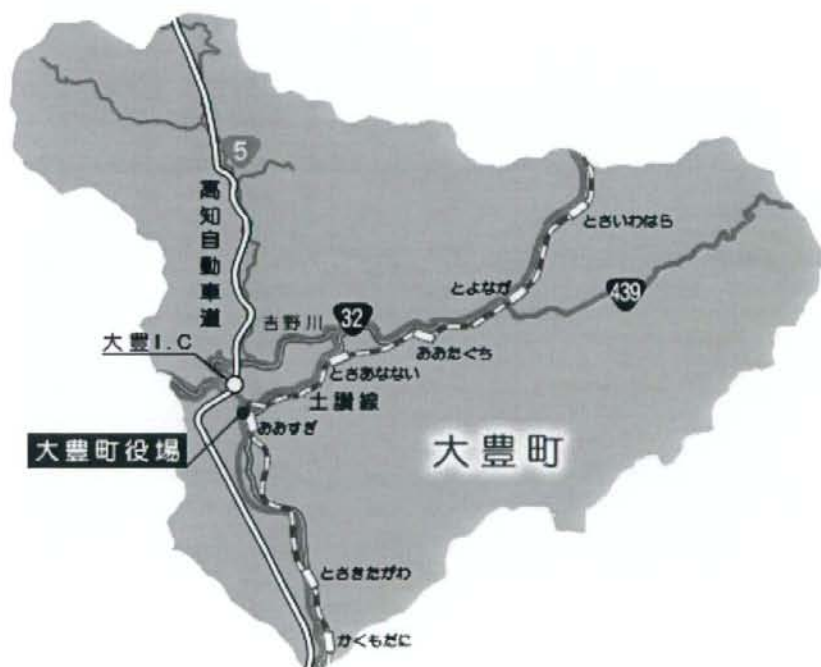 5
高知自動車道
とさいわはら
とよなが
439
吉野川
32
大豊I.C
おおたぐち
とさあなない
土讃線
おおすぎ
大豊町役場
大豊町
とさきたがわ
かくもだに